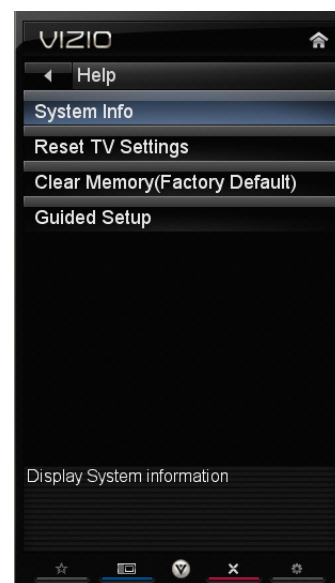 VIZIO
Help
System Info
Reset TV Settings
Clear Memory(Factory Default)
Guided Setup
Display System information